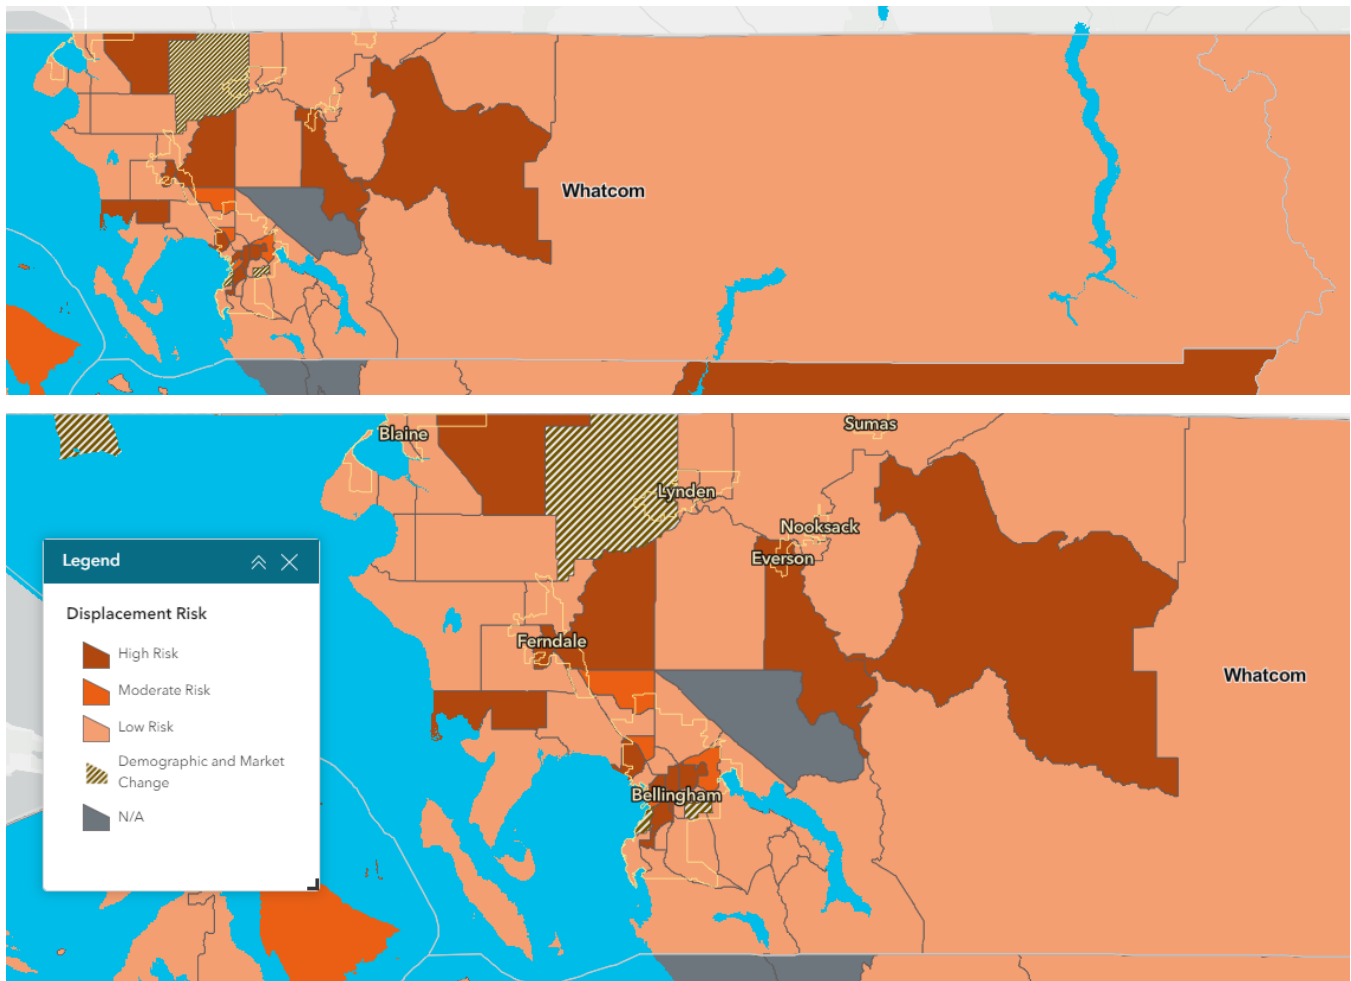 Whatcom
Blaine
Sumas
Lynden
Nooksack
Everson
Legend
Displacement Risk
High Risk
Moderate Risk
Low Risk
Demographic and Market
Change
N/A
Ferndale
Whatcom
Bellingham